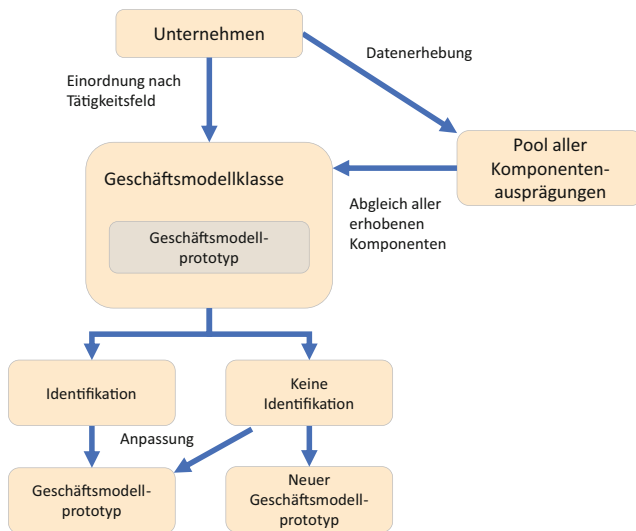 Unternehmen
Datenerhebung
Einordnung nach
Tätigkeitsfeld
Pool aller
Komponenten-
ausprägungen
Geschäftsmodellklasse
Abgleich aller
erhobenen
Komponenten
Geschäftsmodell-
prototyp
Identifikation
Keine
Identifikation
Anpassung
Geschäftsmodell-
prototyp
Neuer
Geschäftsmodell-
prototyp